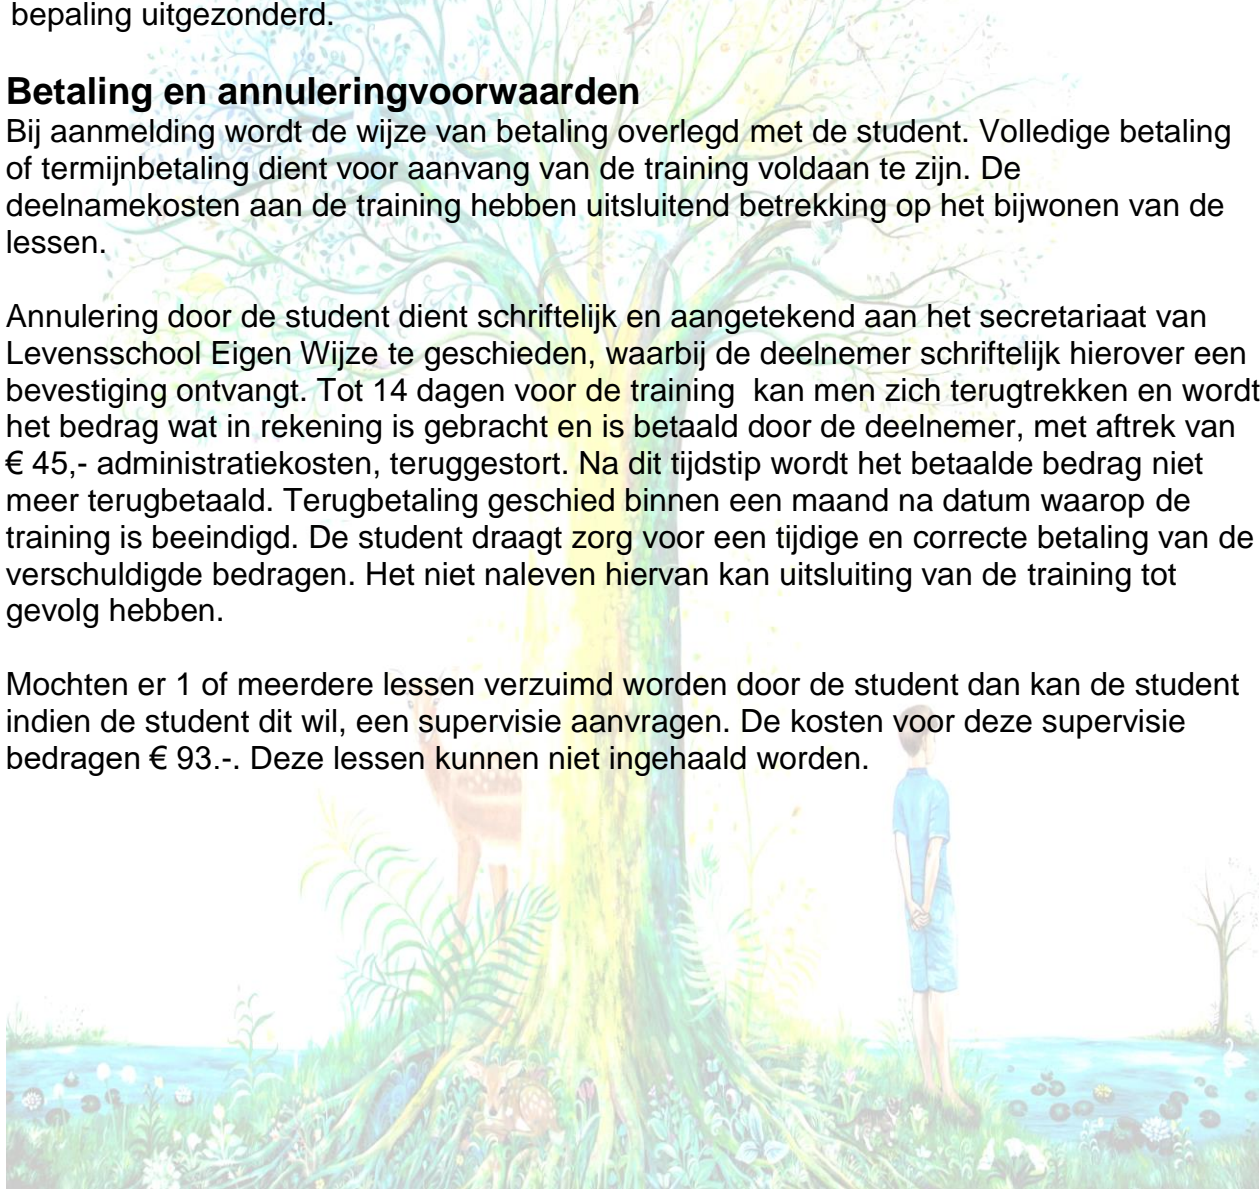 bepaling uitgezonderd.
Betaling en annuleringvoorwaarden
Bij aanmelding wordt de wijze van betaling overlegd met de student. Volledige betaling
of termijnbetaling dient voor aanvang van de training voldaan te zijn. De
deelnamekosten aan de training hebben uitsluitend betrekking op het bijwonen van de
lessen.
Annulering door de student dient schriftelijk en aangetekend aan het secretariaat van
Levensschool Eigen Wijze te geschieden, waarbij de deelnemer schriftelijk hierover een
bevestiging ontvangt. Tot 14 dagen voor de training  kan men zich terugtrekken en wordt
het bedrag wat in rekening is gebracht en is betaald door de deelnemer, met aftrek van
€ 45,- administratiekosten, teruggestort. Na dit tijdstip wordt het betaalde bedrag niet
meer terugbetaald. Terugbetaling geschied binnen een maand na datum waarop de
training is beeindigd. De student draagt zorg voor een tijdige en correcte betaling van de
verschuldigde bedragen. Het niet naleven hiervan kan uitsluiting van de training tot
gevolg hebben.
Mochten er 1 of meerdere lessen verzuimd worden door de student dan kan de student
indien de student dit wil, een supervisie aanvragen. De kosten voor deze supervisie
bedragen € 93.-. Deze lessen kunnen niet ingehaald worden.